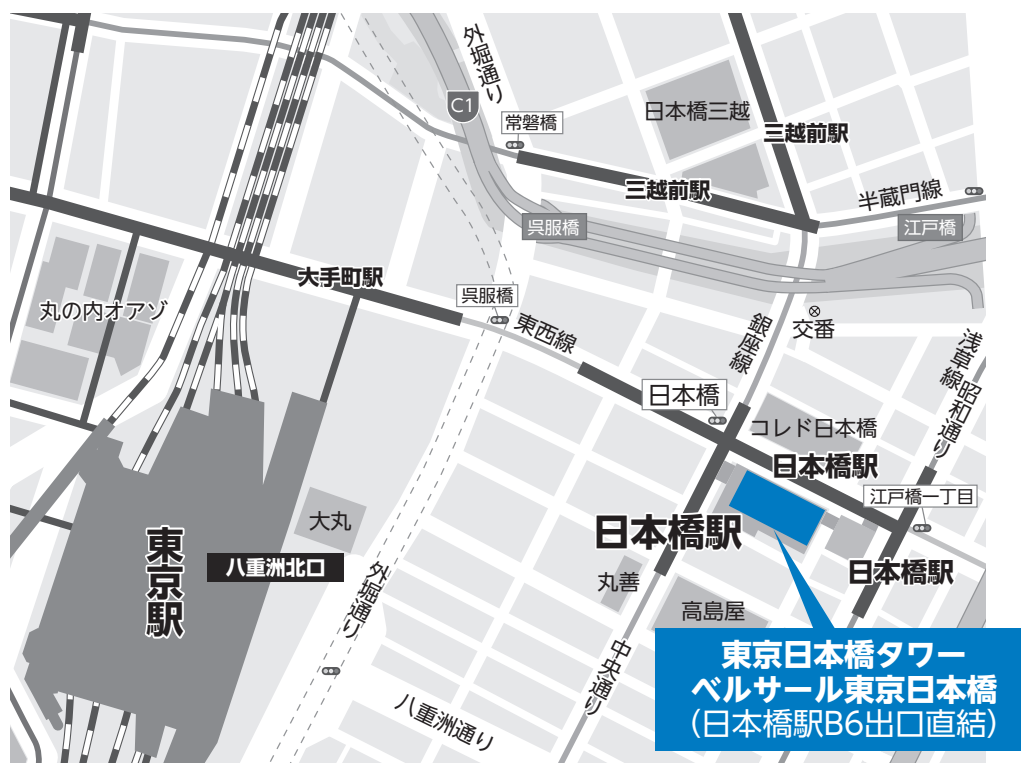 外堀通り
C1
常磐橋
日本橋三越
三越前駅
三越前駅
半蔵門線
呉服橋
江戸橋
大手町駅
呉服橋
丸の内オアゾ
東西線
銀座線
交番
浅草線
昭和通り
日本橋
コレド日本橋
日本橋駅
江戸橋一丁目
日本橋駅
日本橋駅
大丸
東京駅
八重洲北口
外堀通り
丸善
高島屋
中央通り
八重洲通り
東京日本橋タワー
ベルサール東京日本橋
(日本橋駅B6出口直結)